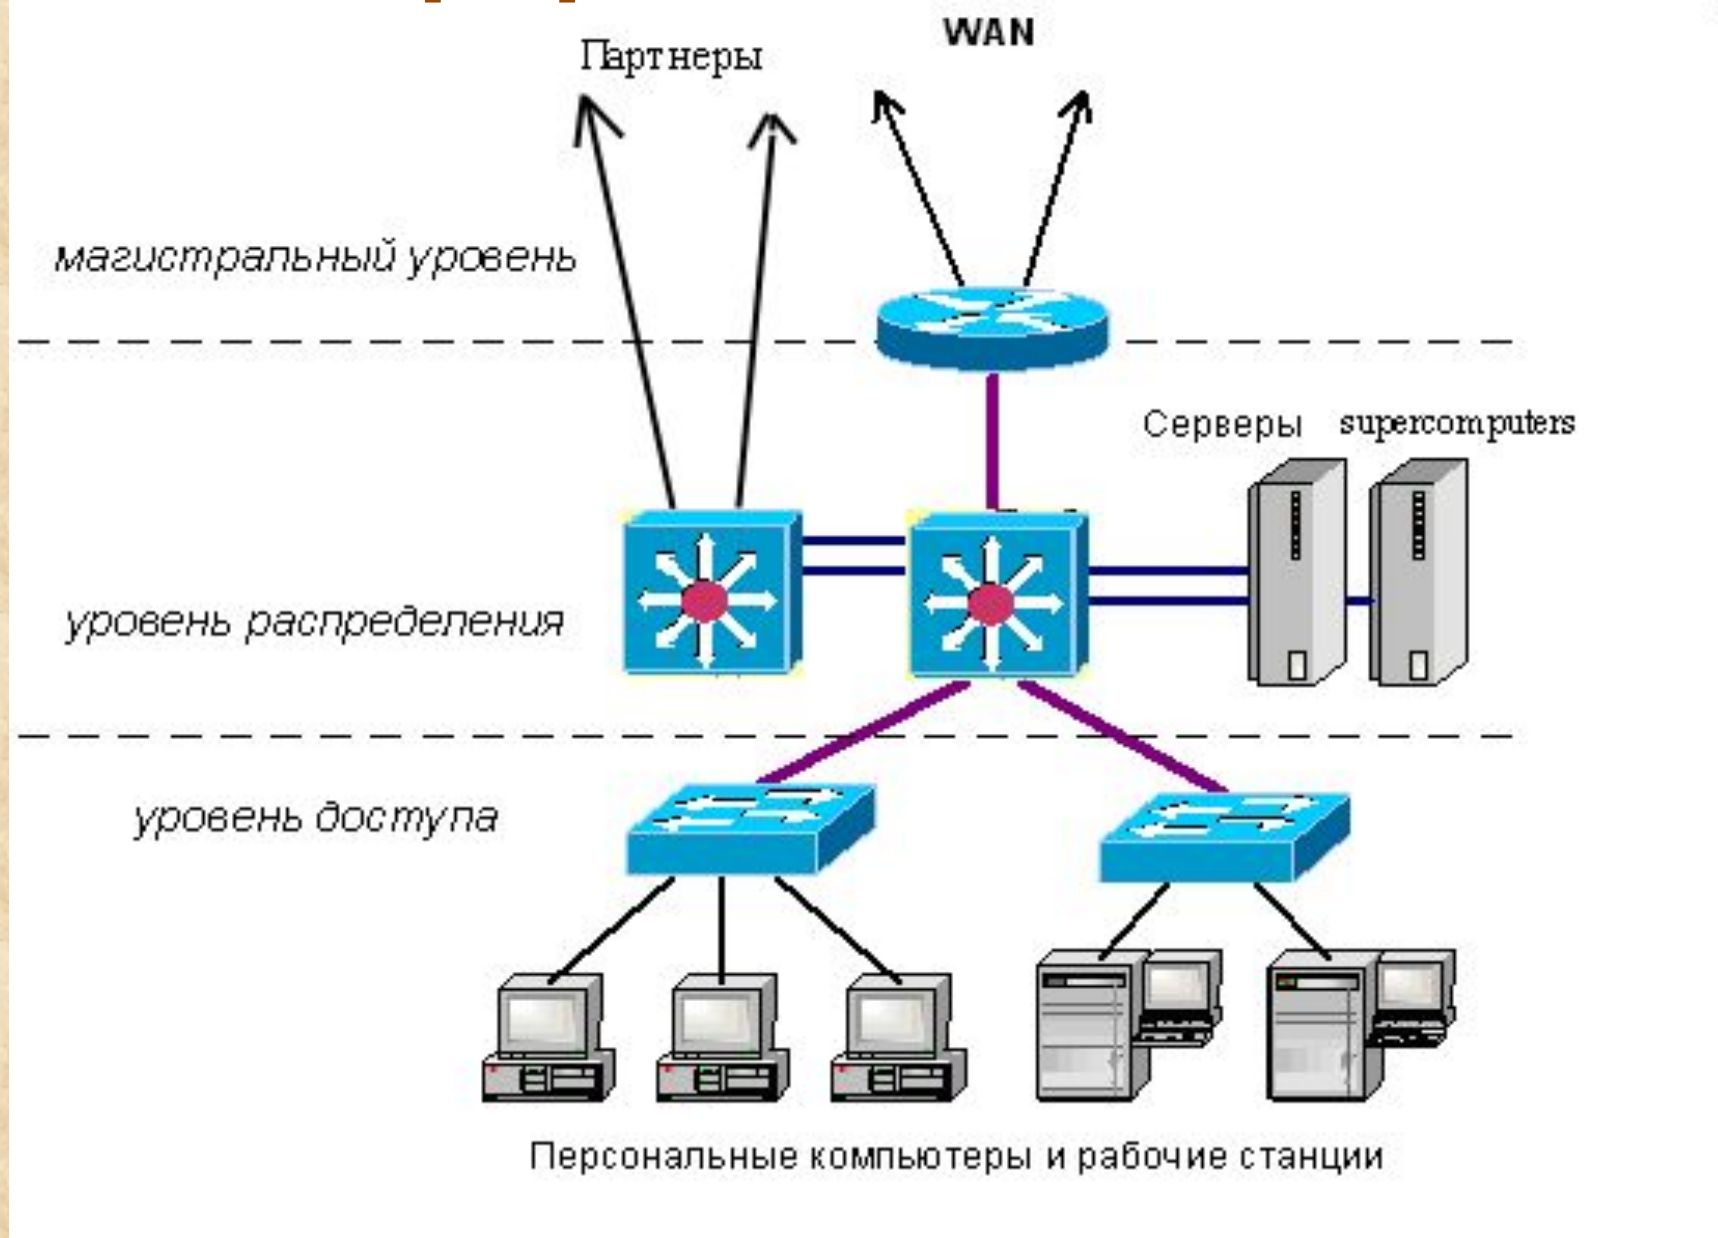 Партнеры
WAN
магистральный уровень
Серверы supercomputers
уровень распределения
уровень доступа
Персональные компьютеры и рабочие станции